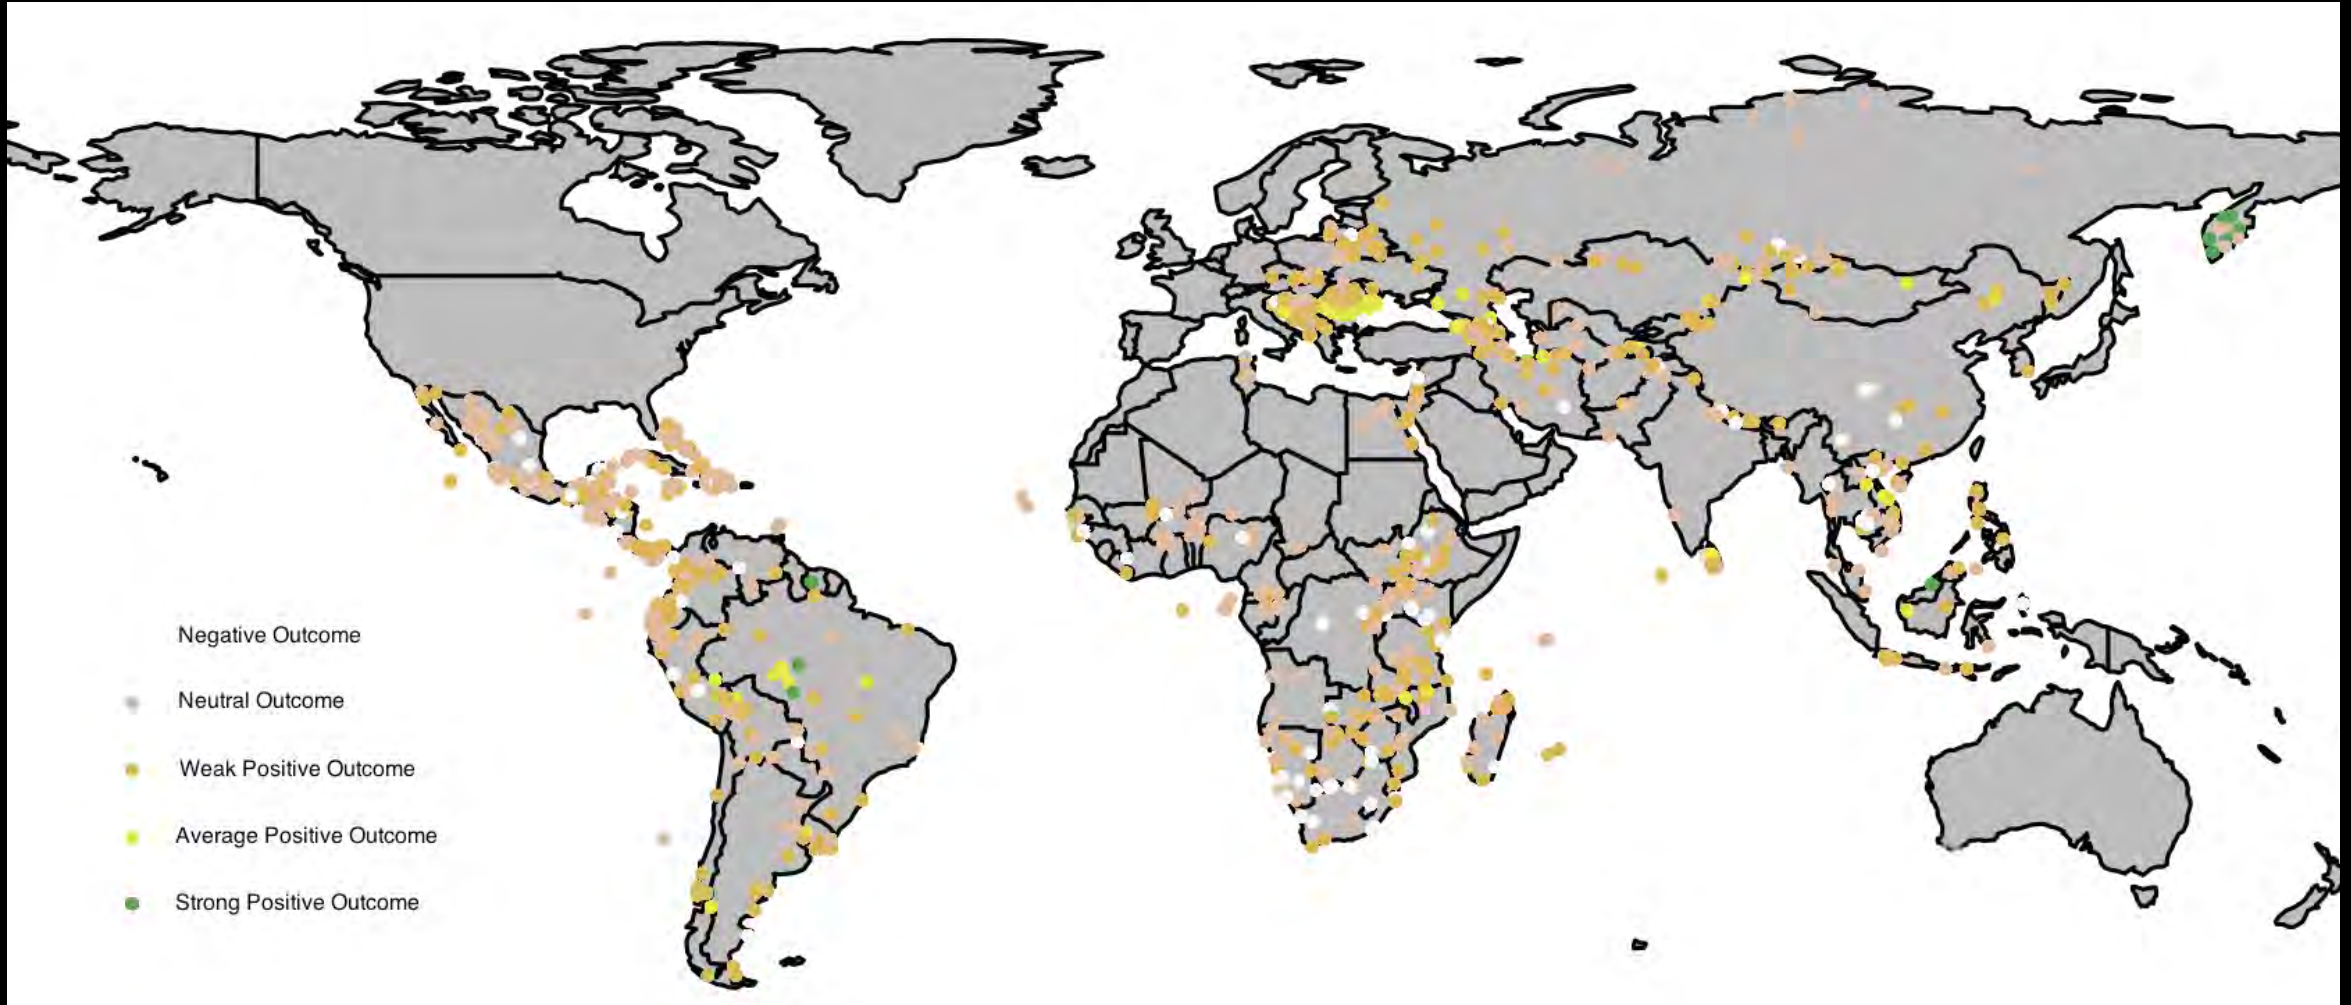 Negative Outcome
Neutral Outcome
Weak Positive Outcome
Average Positive Outcome
Strong Positive Outcome